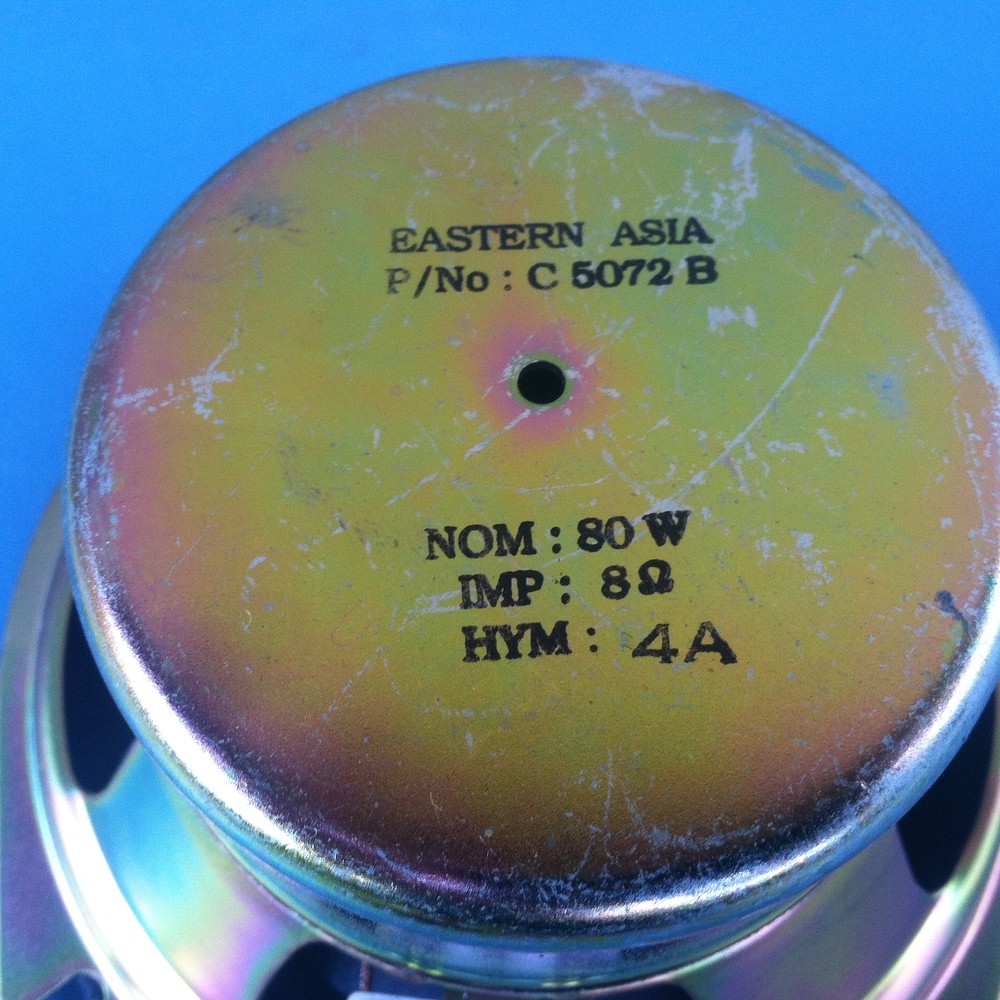 EASTERN ASIA
P/No : C 5072 B
NOM : 80 W
IMP : 8 Ω
HYM : 4A